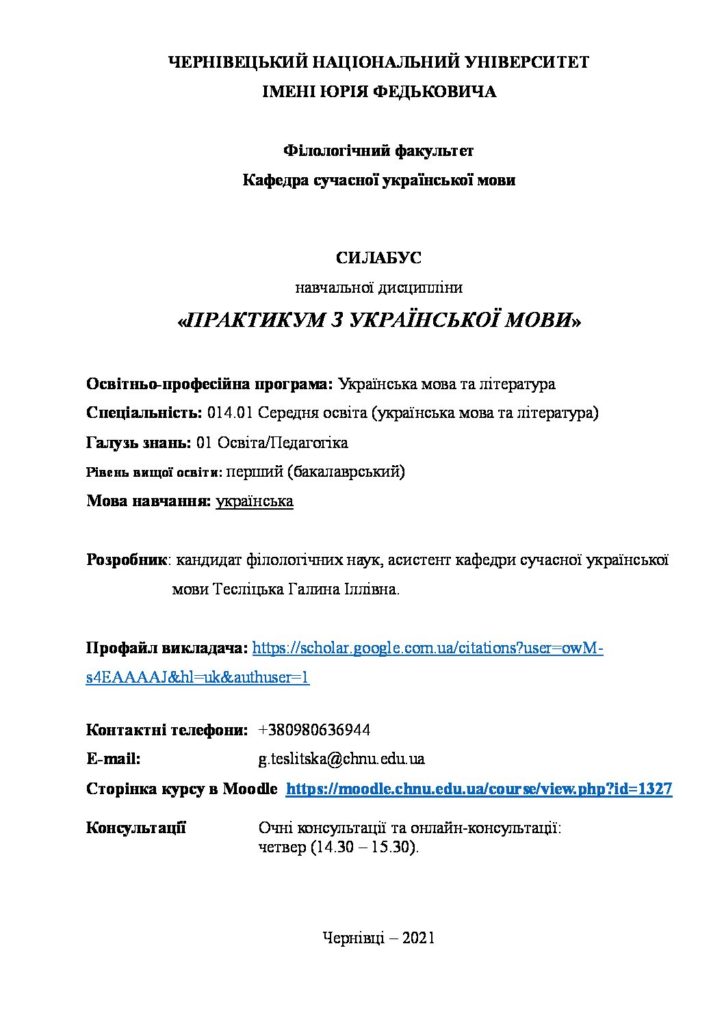 ЧЕРНІВЕЦЬКИЙ НАЦІОНАЛЬНИЙ УНІВЕРСИТЕТ
ІМЕНІ ЮРІЯ ФЕДЬКОВИЧА
Філологічний факультет
Кафедра сучасної української мови
СИЛАБУС
навчальної дисципліни
«ПРАКТИКУМ З УКРАЇНСЬКОЇ МОВИ»
Освітньо-професійна програма: Українська мова та література
Спеціальність: 014.01 Середня освіта (українська мова та література)
Галузь знань: 01 Освіта/Педагогіка
Рівень вищої освіти: перший (бакалаврський)
Мова навчання: українська
Розробник: кандидат філологічних наук, асистент кафедри сучасної української
мови Тесліцька Галина Іллівна.
Профайл викладача: https://scholar.google.com.ua/citations?user=owM-
s4EAAAAJ&hl=uk&authuser=1
Контактні телефони: +380980636944
E-mail: g.teslitska@chnu.edu.ua
Сторінка курсу в Moodle https://moodle.chnu.edu.ua/course/view.php?id=1327
Консультації Очні консультації та онлайн-консультації:
четвер (14.30 – 15.30).
Чернівці – 2021